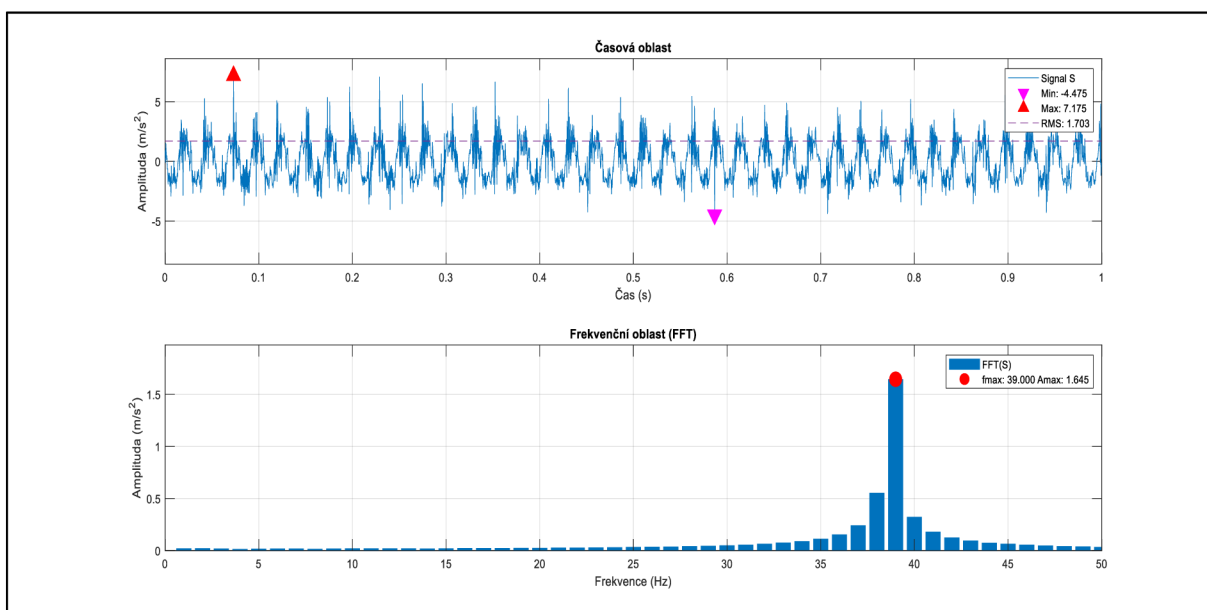 Časová oblast
Amplituda (m/s²)
5
0
-5
Signal S
Min: -4.475
Max: 7.175
RMS: 1.703
0 0.1 0.2 0.3 0.4 0.5 0.6 0.7 0.8 0.9 1
Čas (s)
Frekvenční oblast (FFT)
Amplituda (m/s²)
1.5
1
0.5
0
FFT(S)
fmax: 39.000 Amax: 1.645
0 5 10 15 20 25 30 35 40 45 50
Frekvence (Hz)